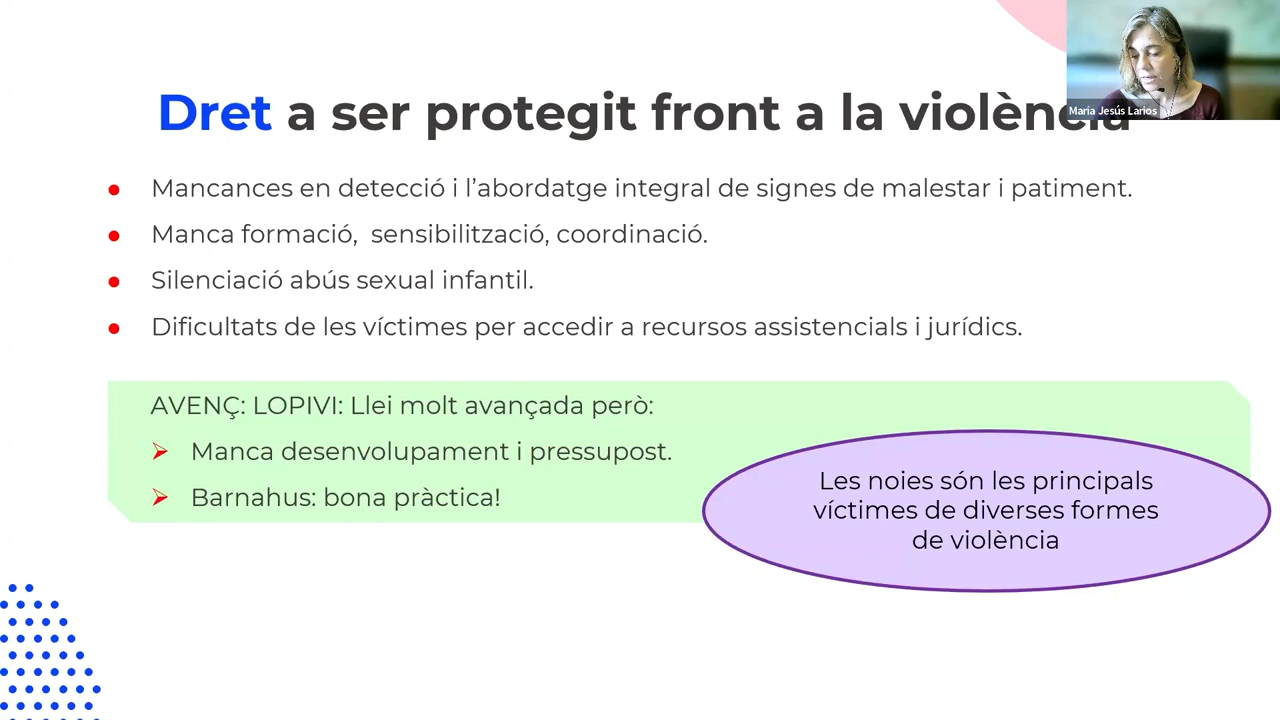 Dret a ser protegit front a la violència
Maria Jesús Larios
Mancances en detecció i l’abordatge integral de signes de malestar i patiment.
Manca formació,  sensibilització, coordinació.
Silenciació abús sexual infantil.
Dificultats de les víctimes per accedir a recursos assistencials i jurídics.
AVENÇ: LOPIVI: Llei molt avançada però:
Manca desenvolupament i pressupost.
Barnahus: bona pràctica!
Les noies són les principals
víctimes de diverses formes
de violència